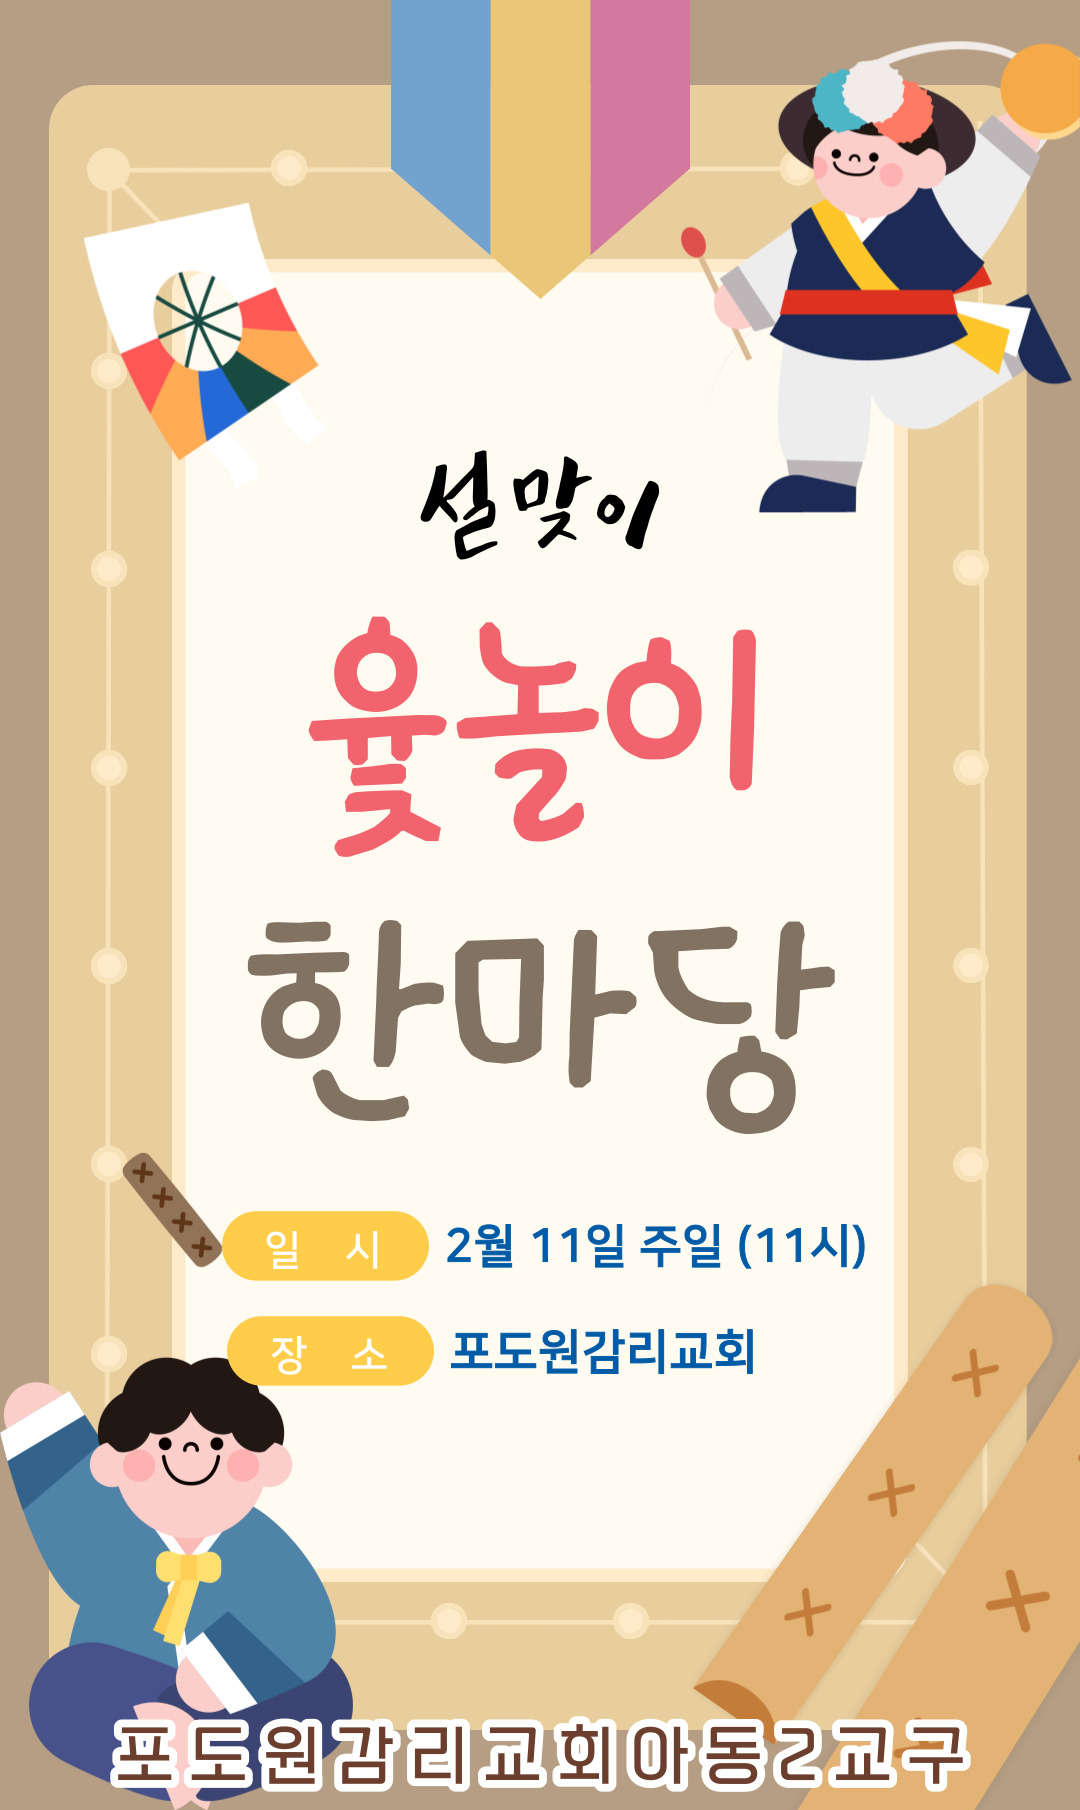 설맞이
윷놀이
한마당
일 시 2월 11일 주일 (11시)
장 소 포도원감리교회
포도원감리교회아동2교구